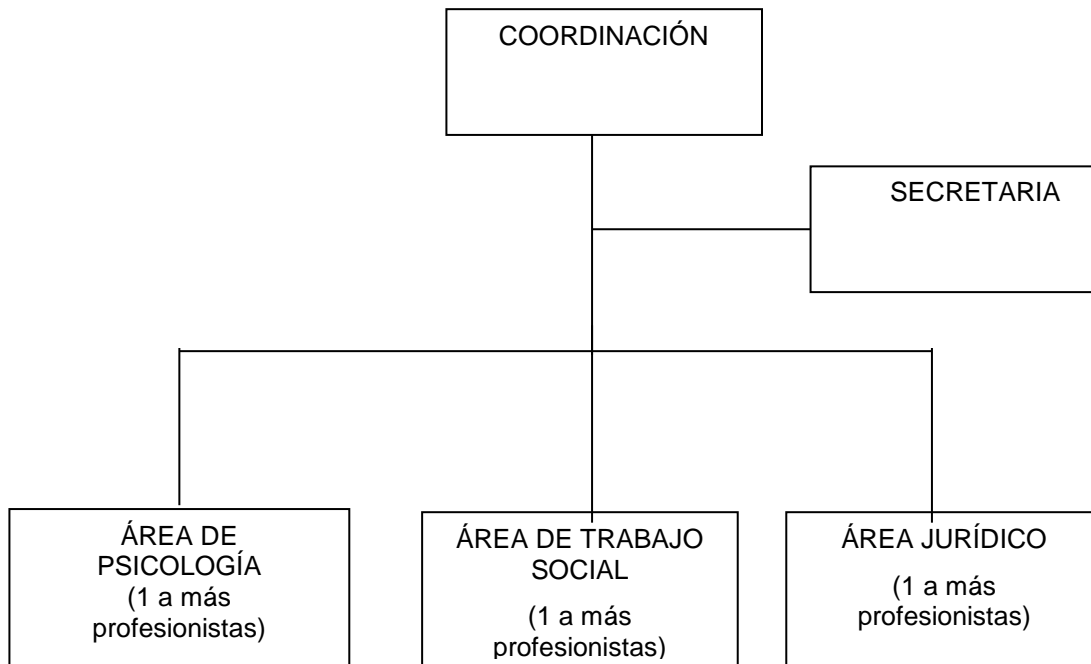 COORDINACIÓN
SECRETARIA
ÁREA DE
PSICOLOGÍA
(1 a más
profesionistas)
ÁREA DE TRABAJO
SOCIAL
(1 a más
profesionistas)
ÁREA JURÍDICO
(1 a más
profesionistas)